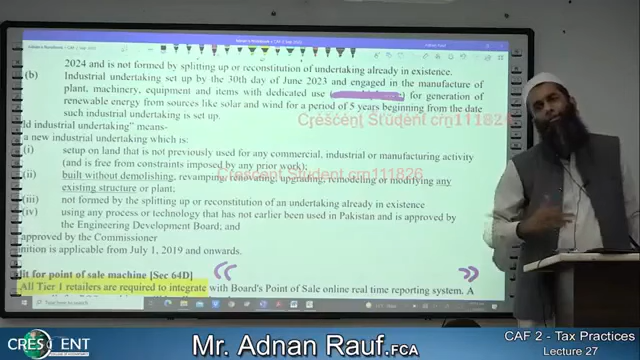 2024 and is not formed by splitting up or reconstitution of undertaking already in existence.
(b) Industrial undertaking set up by the 30th day of June 2023 and engaged in the manufacture of
plant, machinery, equipment and items with dedicated use for generation of
renewable energy from sources like solar and wind for a period of 5 years beginning from the date
such industrial undertaking is set up.
Crescent Student crn111821
ld industrial undertaking" means-
a new industrial undertaking which is:
(i) setup on land that is not previously used for any commercial, industrial or manufacturing activity
(and is free from constraints imposed by any prior work);
Crescent Student crn111826
(ii) built without demolishing, revamping, renovating, upgrading, remodeling or modifying any
existing structure or plant;
(iii) not formed by the splitting up or reconstitution of an undertaking already in existence
(iv) using any process or technology that has not earlier been used in Pakistan and is approved by
the Engineering Development Board; and
approved by the Commissioner
nition is applicable from July 1, 2019 and onwards.
dit for point of sale machine [Sec 64D]
All Tier 1 retailers are required to integrate with Board's Point of Sale online real time reporting system. A
CRESCENT
Mr. Adnan Rauf.FCA
CAF 2 - Tax Practices
Lecture 27